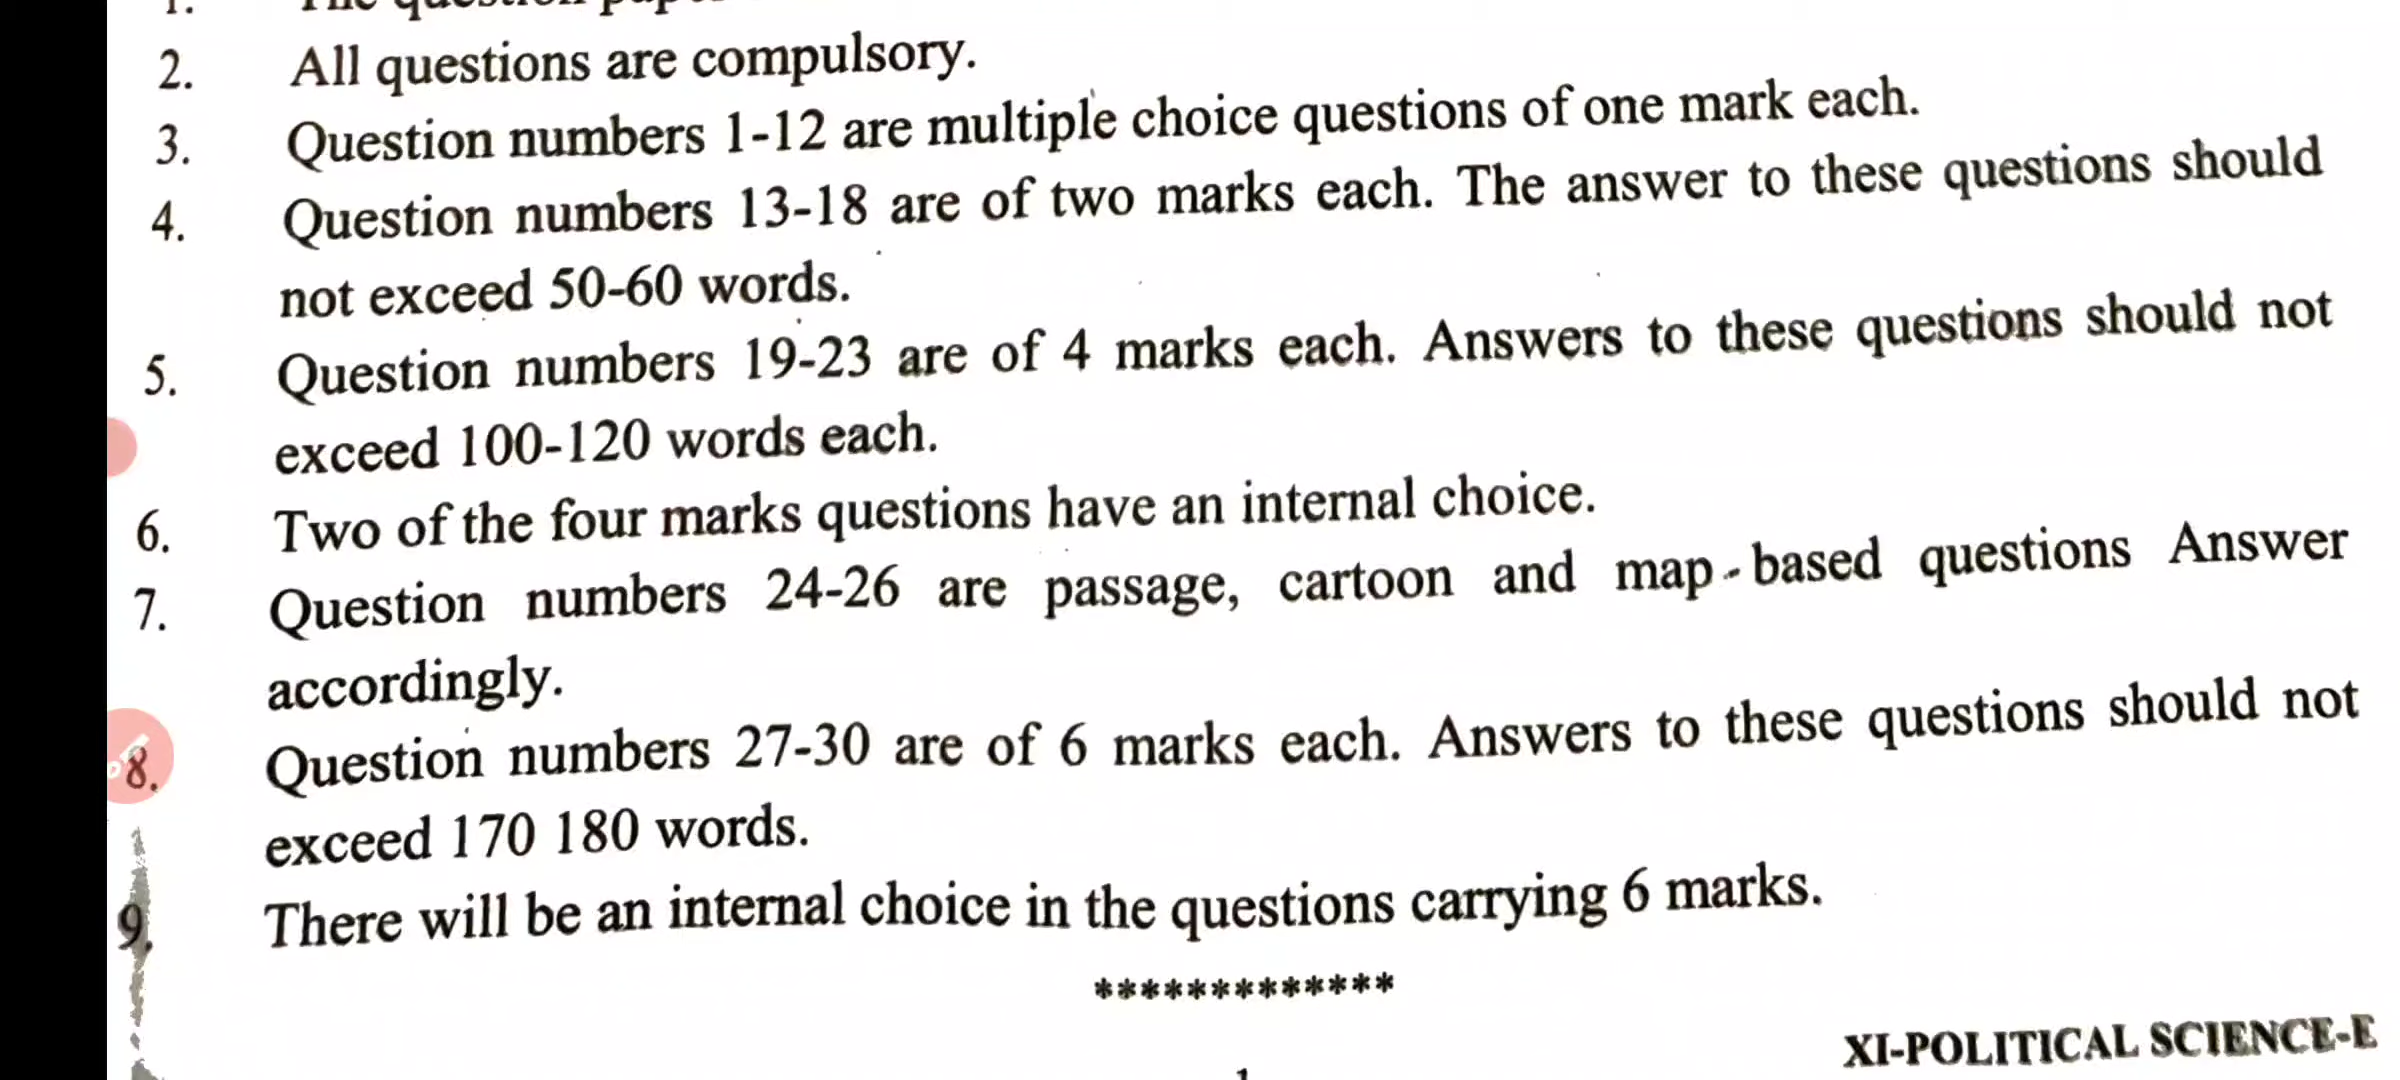 1. The question paper
2. All questions are compulsory.
3. Question numbers 1-12 are multiple choice questions of one mark each.
4. Question numbers 13-18 are of two marks each. The answer to these questions should
not exceed 50-60 words.
5. Question numbers 19-23 are of 4 marks each. Answers to these questions should not
exceed 100-120 words each.
6. Two of the four marks questions have an internal choice.
7. Question numbers 24-26 are passage, cartoon and map-based questions Answer
accordingly.
8. Question numbers 27-30 are of 6 marks each. Answers to these questions should not
exceed 170 180 words.
9. There will be an internal choice in the questions carrying 6 marks.
*************
XI-POLITICAL SCIENCE-E
1